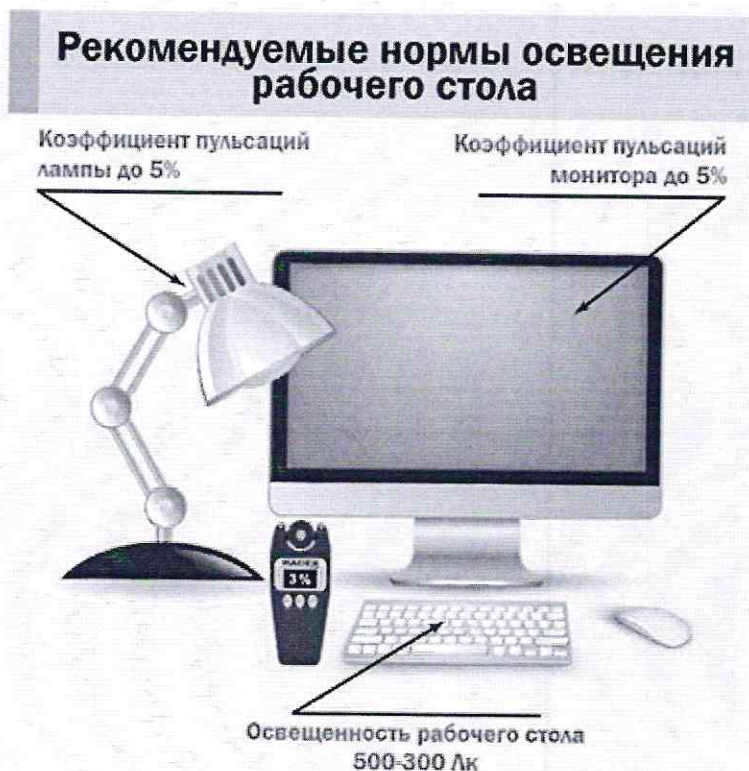 Рекомендуемые нормы освещения
рабочего стола
Коэффициент пульсаций
лампы до 5%
Коэффициент пульсаций
монитора до 5%
RADEX
3%
Освещенность рабочего стола
500-300 Лк